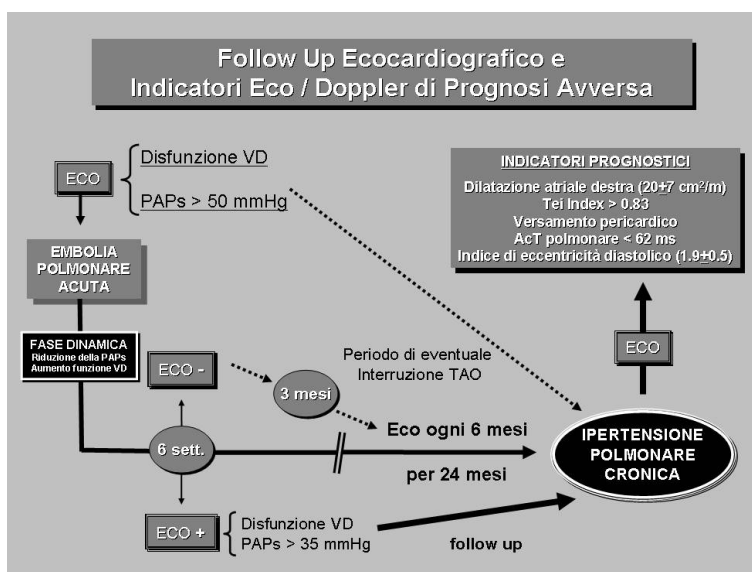 Follow Up Ecocardiografico e
Indicatori Eco / Doppler di Prognosi Avversa
ECO
Disfunzione VD
PAPs > 50 mmHg
INDICATORI PROGNOSTICI
Dilatazione atriale destra (20±7 cm²/m)
Tei Index > 0.83
Versamento pericardico
AcT polmonare < 62 ms
Indice di eccentricità diastolico (1.9±0.5)
EMBOLIA
POLMONARE
ACUTA
FASE DINAMICA
Riduzione della PAPs
Aumento funzione VD
ECO -
3 mesi
Periodo di eventuale
Interruzione TAO
ECO
6 sett.
Eco ogni 6 mesi
per 24 mesi
IPERTENSIONE
POLMONARE
CRONICA
ECO +
Disfunzione VD
PAPs > 35 mmHg
follow up